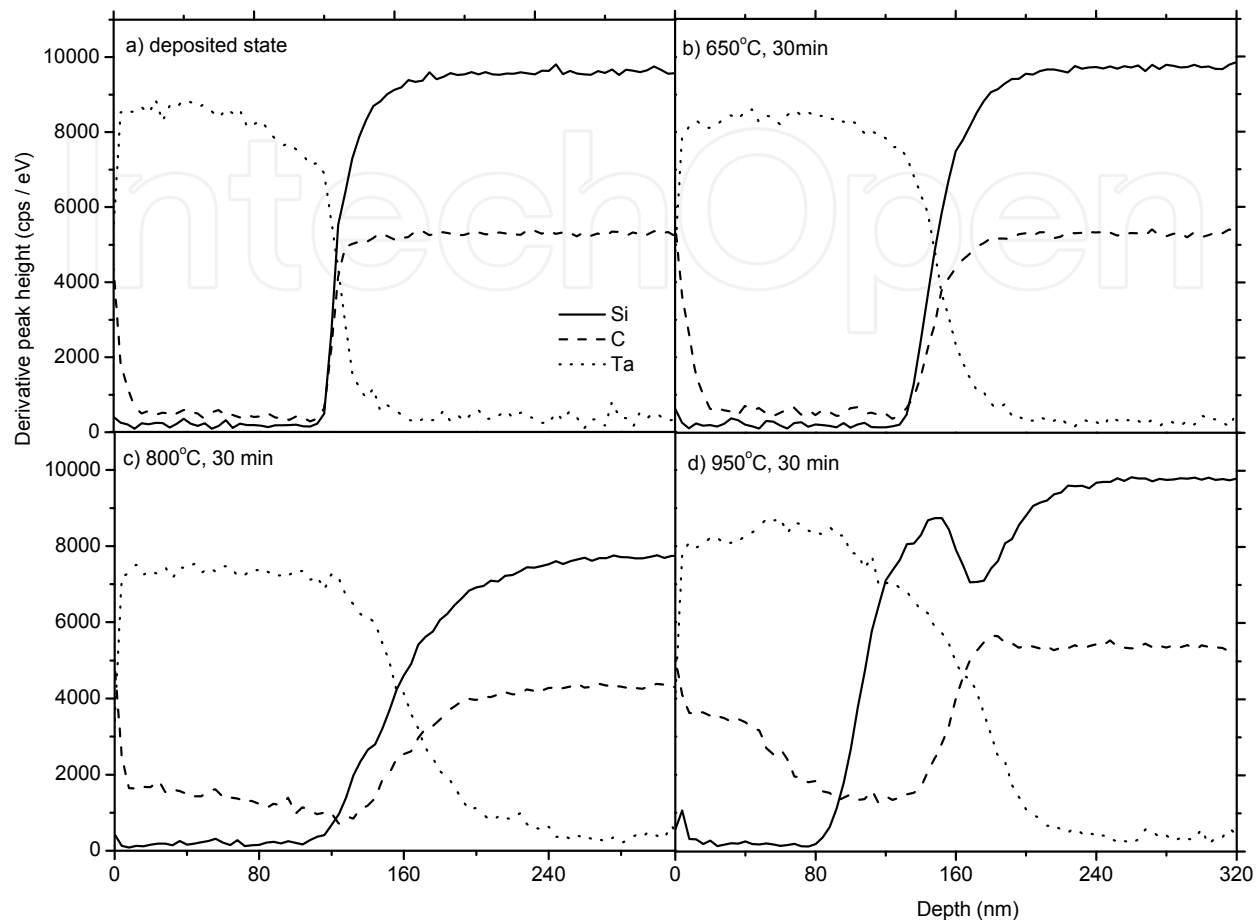 a) deposited state
b) 650°C, 30min
10000
8000
6000
4000
2000
0
IntechOpen
Si
C
Ta
Derivative peak height (cps / eV)
c) 800°C, 30 min
d) 950°C, 30 min
10000
8000
6000
4000
2000
0
0 80 160 240
0 80 160 240 320
Depth (nm)